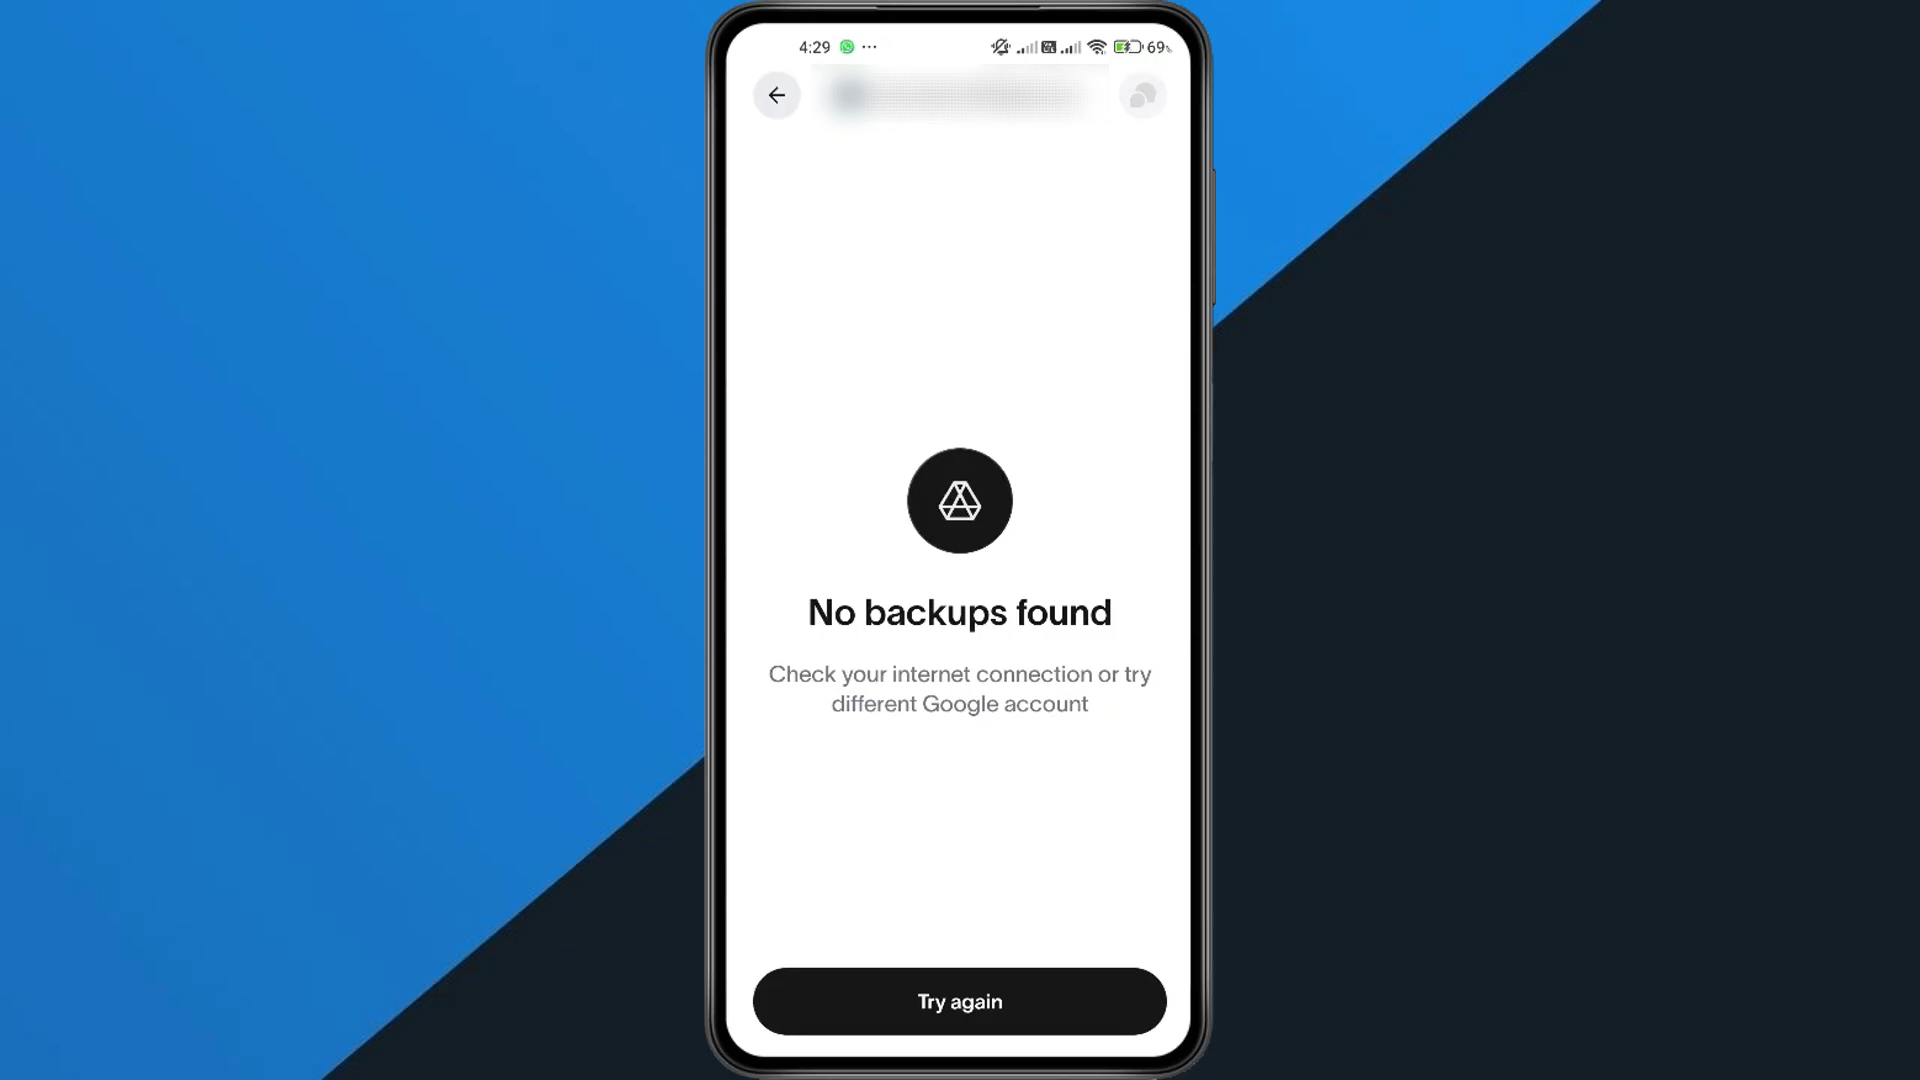 4:29 ...
69%
No backups found
Check your internet connection or try
different Google account
Try again